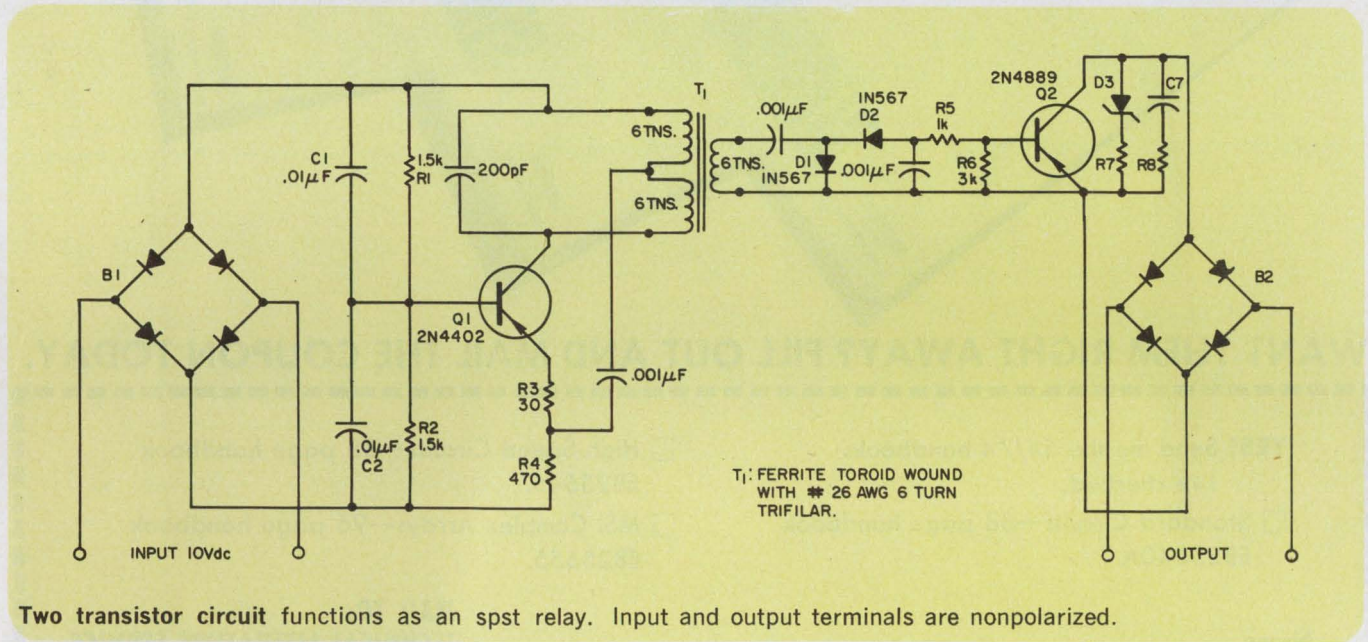 2N4889
Q2
D3
C7
T1
.001µF
1N567
D2
R5
1k
6 TNS.
C1
.01µF
1.5k
R1
200pF
6 TNS.
6 TNS.
D1
1N567
.001µF
R6
3k
R7
R8
B1
Q1
2N4402
B2
.001µF
R3
30
.01µF
C2
R2
1.5k
R4
470
T1: FERRITE TOROID WOUND
WITH # 26 AWG 6 TURN
TRIFILAR.
INPUT 10Vdc
OUTPUT
Two transistor circuit functions as an spst relay. Input and output terminals are nonpolarized.